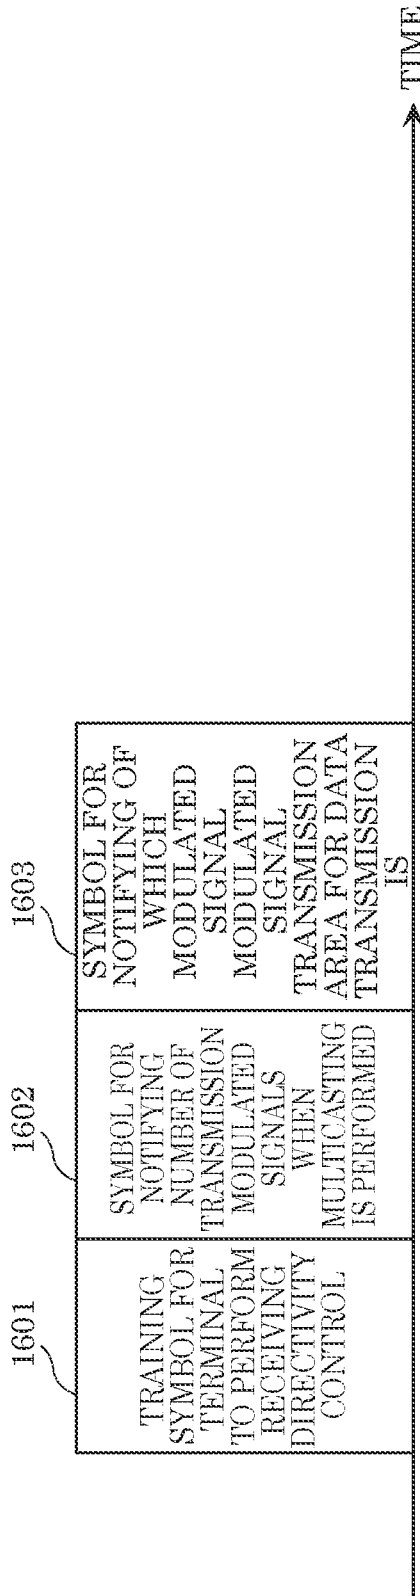 1601
TRAINING
SYMBOL FOR
TERMINAL
TO PERFORM
RECEIVING
DIRECTIVITY
CONTROL
1602
SYMBOL FOR
NOTIFYING
NUMBER OF
TRANSMISSION
MODULATED
SIGNALS
WHEN
MULTICASTING
IS PERFORMED
1603
SYMBOL FOR
NOTIFYING OF
WHICH
MODULATED
SIGNAL
MODULATED
SIGNAL
TRANSMISSION
AREA FOR DATA
TRANSMISSION
IS
TIME